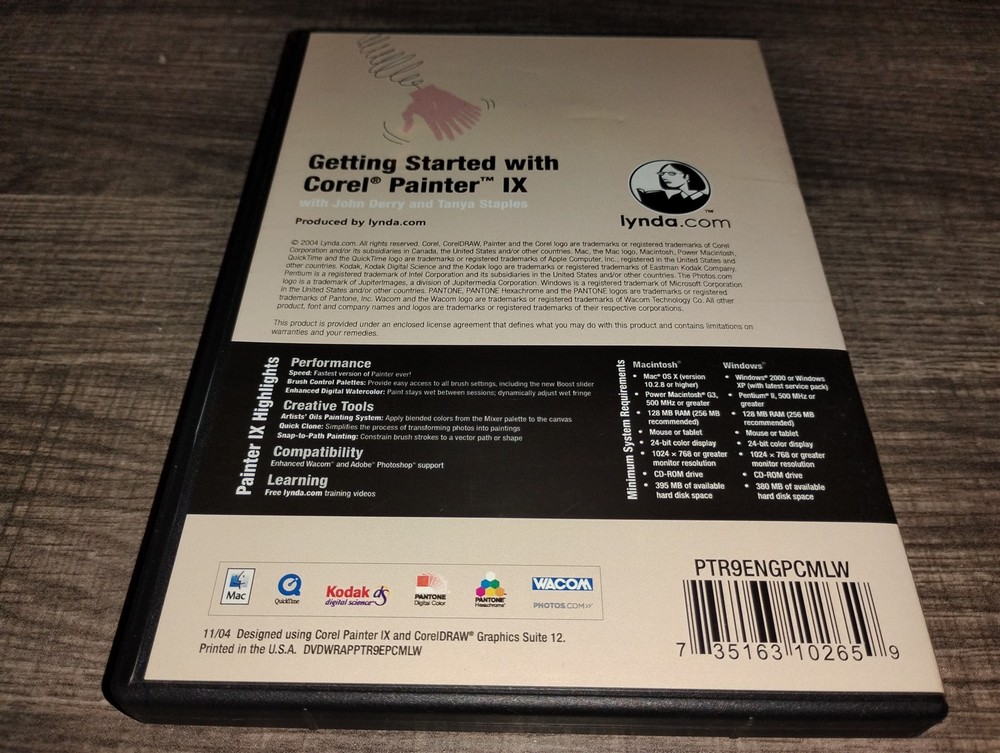 Getting Started with
Corel® Painter™ IX
with John Derry and Tanya Staples
Produced by lynda.com
lynda.com™
© 2004 Lynda.com. All rights reserved. Corel, CorelDRAW, Painter and the Corel logo are trademarks or registered trademarks of Corel
Corporation and/or its subsidiaries in Canada, the United States and/or other countries. Mac, the Mac logo, Macintosh, Power Macintosh,
QuickTime and the QuickTime logo are trademarks or registered trademarks of Apple Computer, Inc., registered in the United States and
other countries. Kodak, Kodak Digital Science and the Kodak logo are trademarks or registered trademarks of Eastman Kodak Company.
Pentium is a registered trademark of Intel Corporation and its subsidiaries in the United States and/or other countries. The Photos.com
logo is a trademark of JupiterImages, a division of Jupitermedia Corporation. Windows is a registered trademark of Microsoft Corporation
in the United States and/or other countries. PANTONE, PANTONE Hexachrome and the PANTONE logos are trademarks or registered
trademarks of Pantone, Inc. Wacom and the Wacom logo are trademarks or registered trademarks of Wacom Technology Co. All other
product, font and company names and logos are trademarks or registered trademarks of their respective corporations.
This product is provided under an enclosed license agreement that defines what you may do with this product and contains limitations on
warranties and your remedies.
Painter IX Highlights
Performance
Speed: Fastest version of Painter ever!
Brush Control Palettes: Provide easy access to all brush settings, including the new Boost slider
Enhanced Digital Watercolor: Paint stays wet between sessions; dynamically adjust wet fringe
Creative Tools
Artists' Oils Painting System: Apply blended colors from the Mixer palette to the canvas
Quick Clone: Simplifies the process of transforming photos into paintings
Snap-to-Path Painting: Constrain brush strokes to a vector path or shape
Compatibility
Enhanced Wacom® and Adobe® Photoshop® support
Learning
Free lynda.com training videos
Minimum System Requirements
Macintosh®
• Mac® OS X (version
10.2.8 or higher)
• Power Macintosh® G3,
500 MHz or greater
• 128 MB RAM (256 MB
recommended)
• Mouse or tablet
• 24-bit color display
• 1024 × 768 or greater
monitor resolution
• CD-ROM drive
• 395 MB of available
hard disk space
Windows®
• Windows® 2000 or Windows
XP (with latest service pack)
• Pentium® II, 500 MHz or
greater
• 128 MB RAM (256 MB
recommended)
• Mouse or tablet
• 24-bit color display
• 1024 × 768 or greater
monitor resolution
• CD-ROM drive
• 380 MB of available
hard disk space
Mac
QuickTime
Kodak ds
digital science™
PANTONE
Digital Color
PANTONE
Hexachrome®
WACOM
PHOTOS.COM
11/04 Designed using Corel Painter IX and CorelDRAW® Graphics Suite 12.
Printed in the U.S.A. DVDWRAPPTR9EPCMLW
PTR9ENGPCMLW
7 35163 10265 9